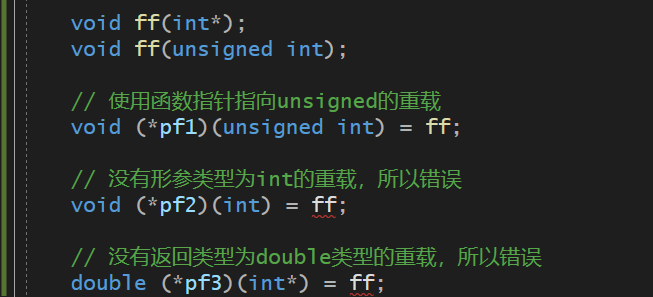 void ff(int*);
void ff(unsigned int);
// 使用函数指针指向unsigned的重载
void (*pf1)(unsigned int) = ff;
// 没有形参类型为int的重载，所以错误
void (*pf2)(int) = ff;
// 没有返回类型为double类型的重载，所以错误
double (*pf3)(int*) = ff;